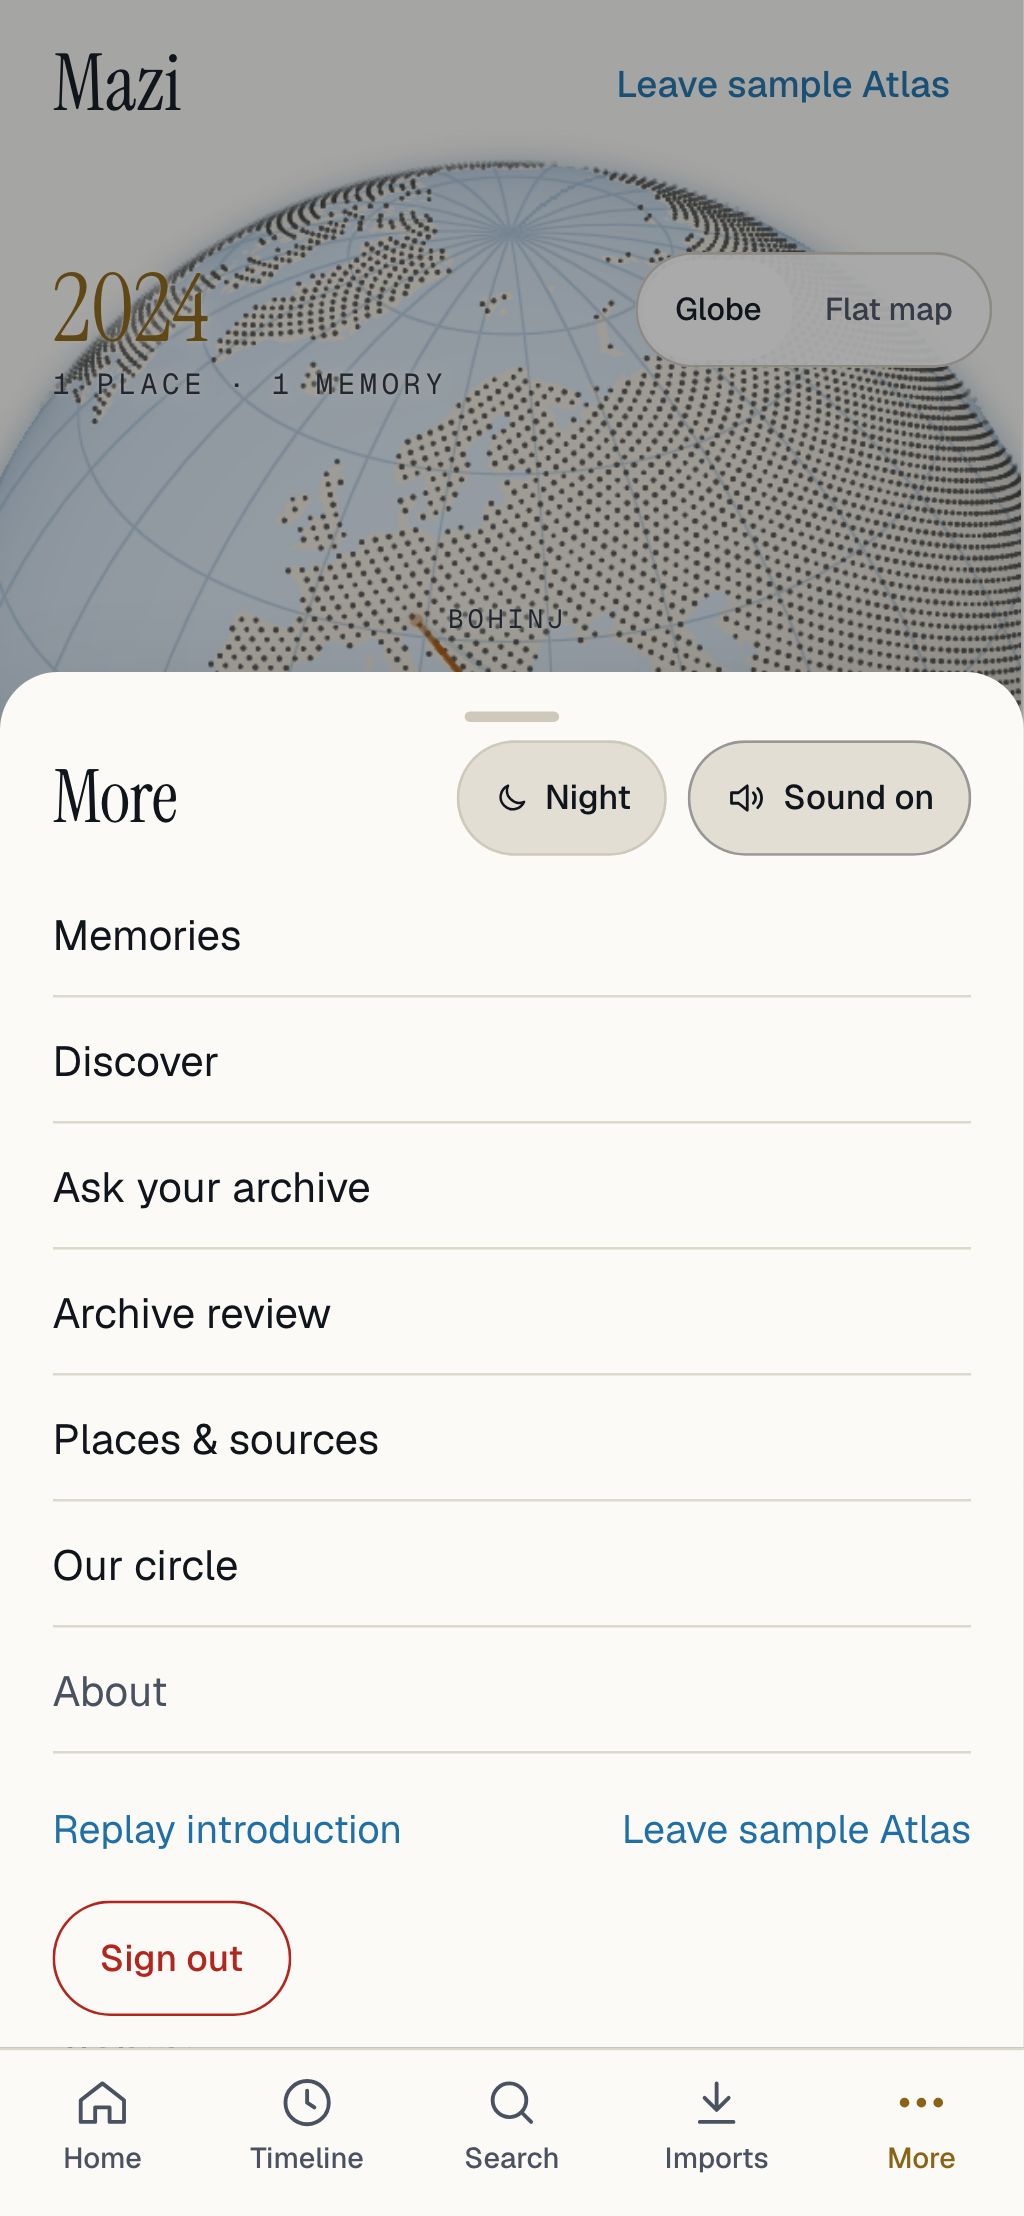 Mazi
Leave sample Atlas
2024
Globe
Flat map
1 PLACE · 1 MEMORY
BOHINJ
More
Night
Sound on
Memories
Discover
Ask your archive
Archive review
Places & sources
Our circle
About
Replay introduction
Leave sample Atlas
Sign out
Home
Timeline
Search
Imports
More